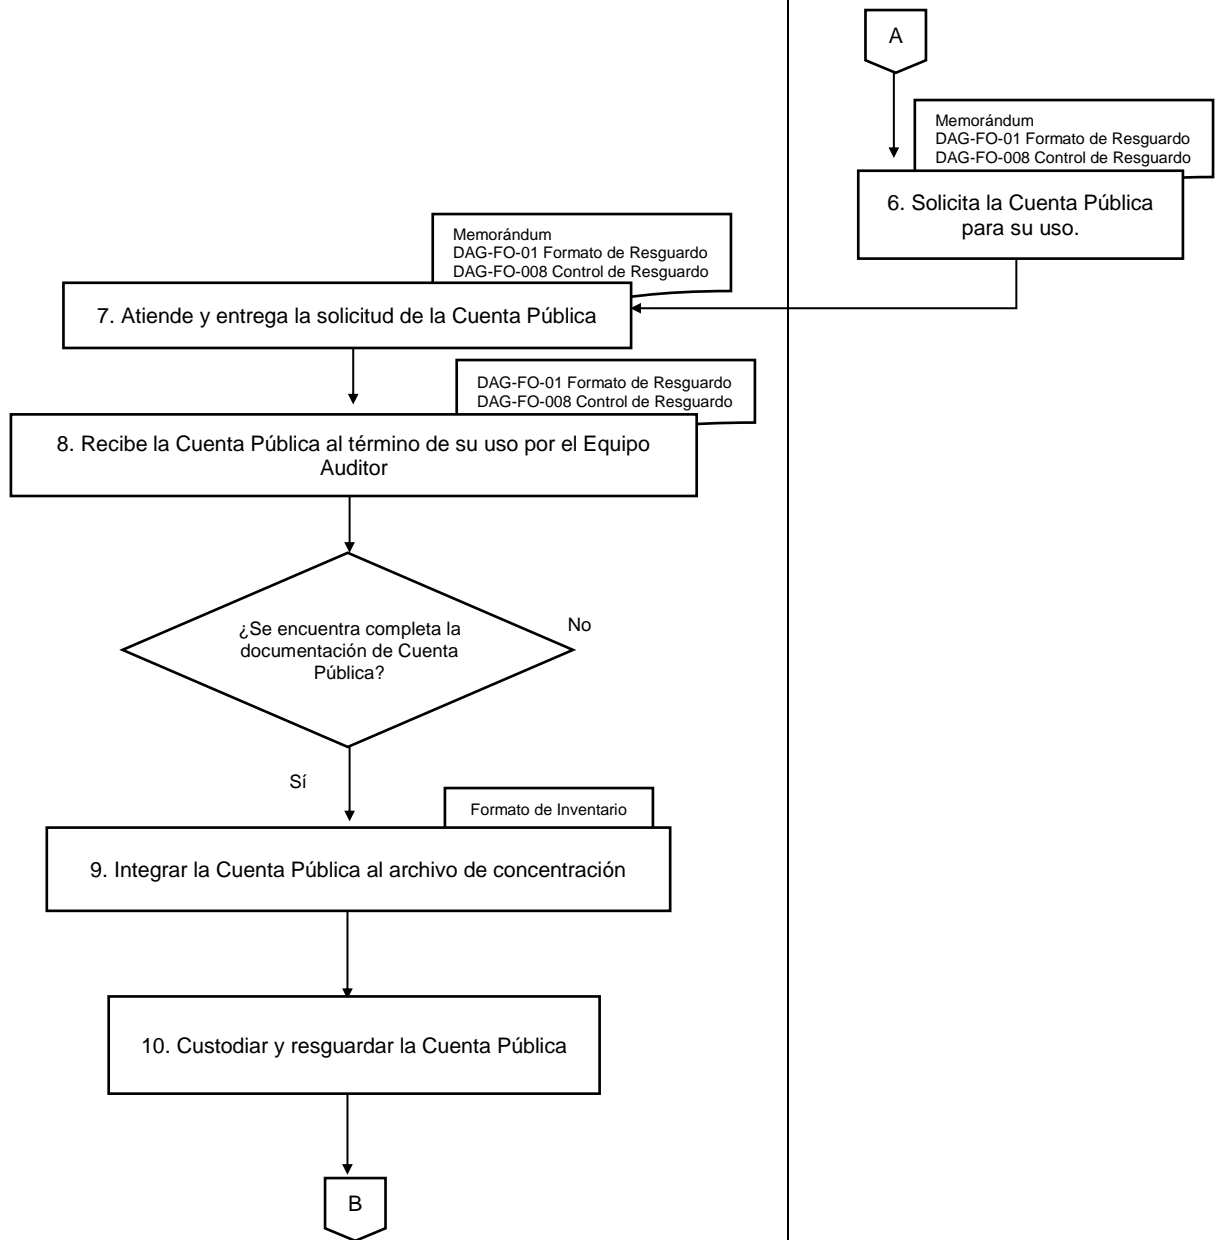 A
Memorándum
DAG-FO-01 Formato de Resguardo
DAG-FO-008 Control de Resguardo
6. Solicita la Cuenta Pública
para su uso.
Memorándum
DAG-FO-01 Formato de Resguardo
DAG-FO-008 Control de Resguardo
7. Atiende y entrega la solicitud de la Cuenta Pública
DAG-FO-01 Formato de Resguardo
DAG-FO-008 Control de Resguardo
8. Recibe la Cuenta Pública al término de su uso por el Equipo
Auditor
¿Se encuentra completa la
documentación de Cuenta
Pública?
No
Sí
Formato de Inventario
9. Integrar la Cuenta Pública al archivo de concentración
10. Custodiar y resguardar la Cuenta Pública
B